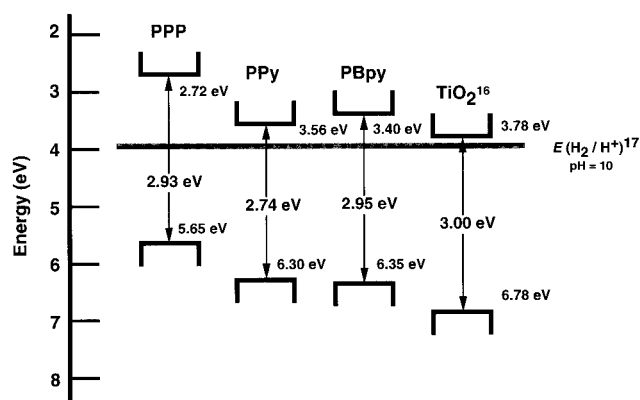 2
PPP
PPy
PBpy
TiO₂¹⁶
2.72 eV
3
3.56 eV
3.40 eV
3.78 eV
4
E (H₂ / H⁺)¹⁷
pH = 10
Energy (eV)
2.93 eV
2.74 eV
2.95 eV
3.00 eV
5
5.65 eV
6
6.30 eV
6.35 eV
6.78 eV
7
8